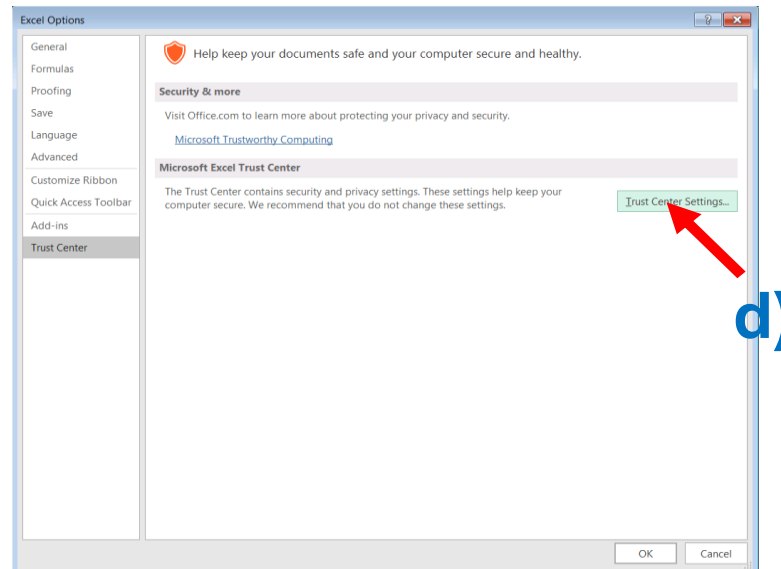 Excel Options
General
Formulas
Proofing
Save
Language
Advanced
Customize Ribbon
Quick Access Toolbar
Add-ins
Trust Center
Help keep your documents safe and your computer secure and healthy.
Security & more
Visit Office.com to learn more about protecting your privacy and security.
Microsoft Trustworthy Computing
Microsoft Excel Trust Center
The Trust Center contains security and privacy settings. These settings help keep your
computer secure. We recommend that you do not change these settings.
Trust Center Settings...
d)
OK
Cancel